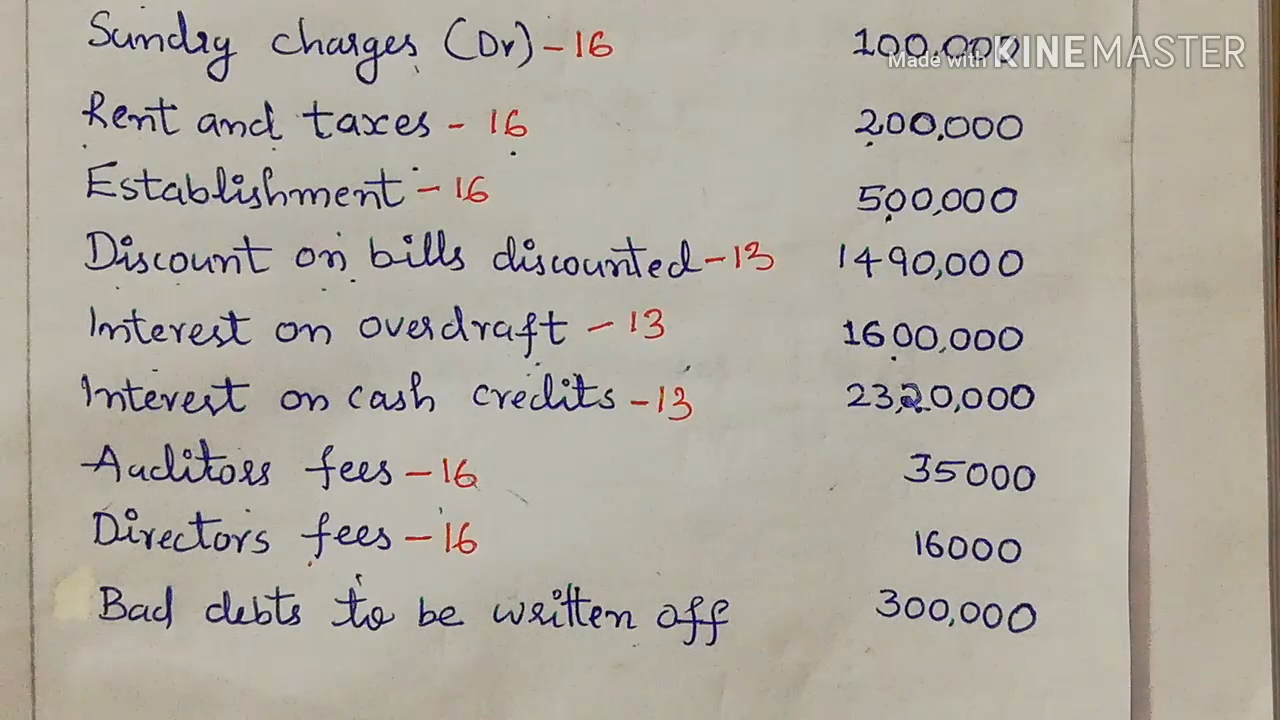 Sundry charges (Dr) - 16 100,000
Made with KINEMASTER
Rent and taxes - 16 200,000
Establishment - 16 500,000
Discount on bills discounted - 13 1490,000
Interest on overdraft - 13 1600,000
Interest on cash credits - 13 23,20,000
Auditors fees - 16 35000
Directors fees - 16 16000
Bad debts to be written off 300,000